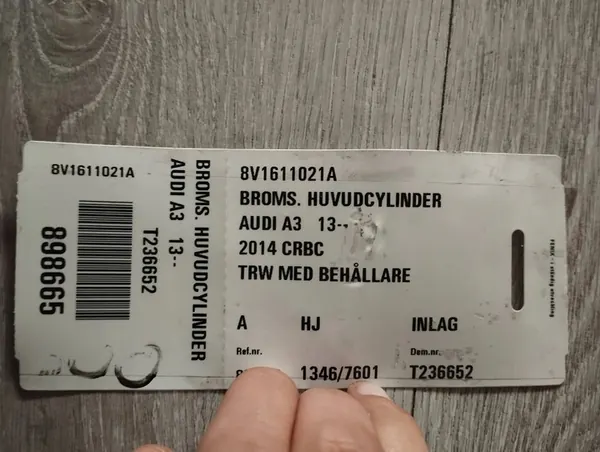 8V1611021A
BROMS. HUVUDCYLINDER
AUDI A3 13--
T236652
898665
8V1611021A
BROMS. HUVUDCYLINDER
AUDI A3 13--
2014 CRBC
TRW MED BEHÅLLARE
A HJ INLAG
Ref.nr. Dem.nr.
1346/7601 T236652